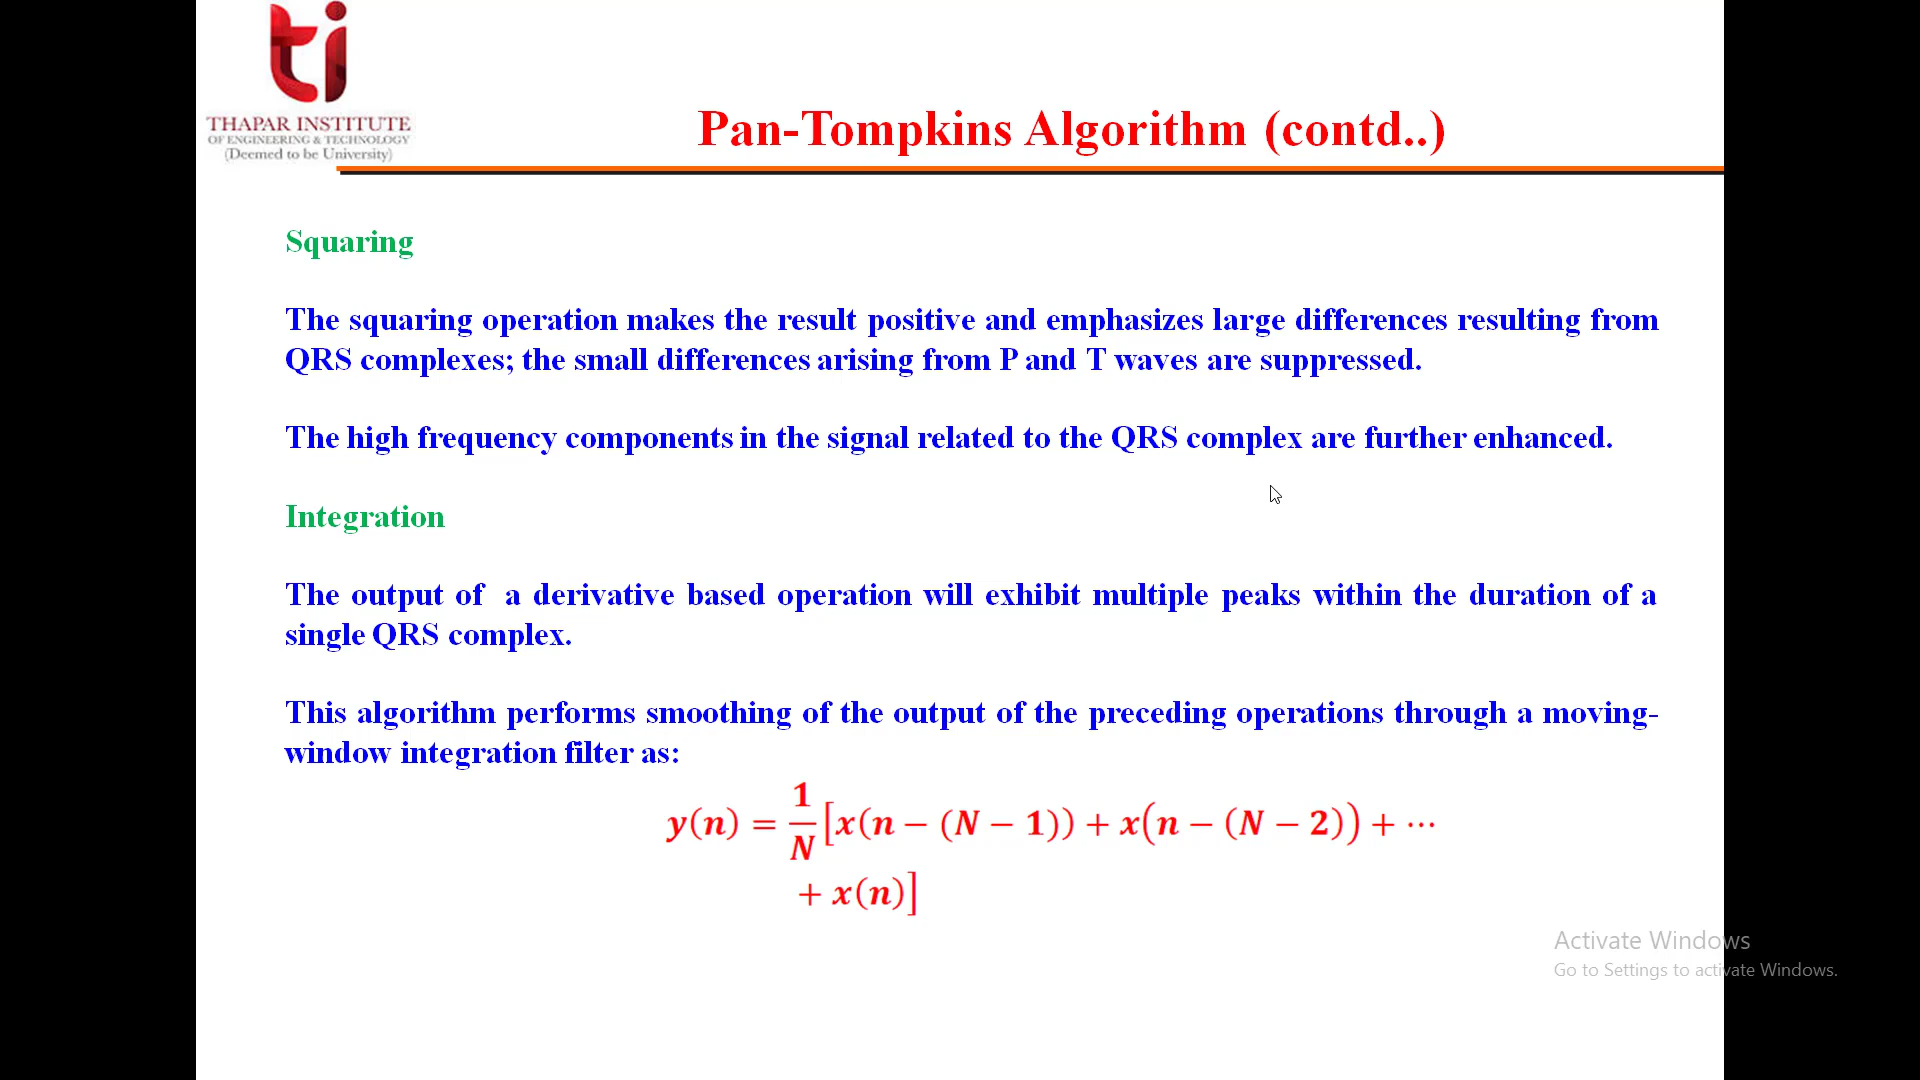 ti
THAPAR INSTITUTE
OF ENGINEERING & TECHNOLOGY
(Deemed to be University)
Pan-Tompkins Algorithm (contd..)
Squaring
The squaring operation makes the result positive and emphasizes large differences resulting from
QRS complexes; the small differences arising from P and T waves are suppressed.
The high frequency components in the signal related to the QRS complex are further enhanced.
Integration
The output of a derivative based operation will exhibit multiple peaks within the duration of a
single QRS complex.
This algorithm performs smoothing of the output of the preceding operations through a moving-
window integration filter as:
y(n) = 1/N [x(n − (N − 1)) + x(n − (N − 2)) + ⋯
+ x(n)]
Activate Windows
Go to Settings to activate Windows.